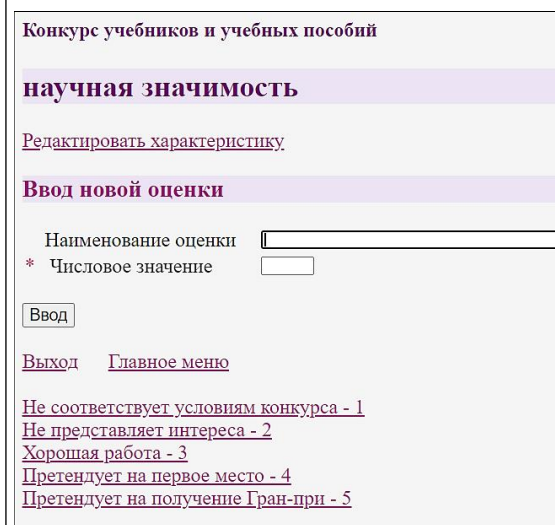 Конкурс учебников и учебных пособий
научная значимость
Редактировать характеристику
Ввод новой оценки
Наименование оценки
* Числовое значение
Ввод
Выход Главное меню
Не соответствует условиям конкурса - 1
Не представляет интереса - 2
Хорошая работа - 3
Претендует на первое место - 4
Претендует на получение Гран-при - 5